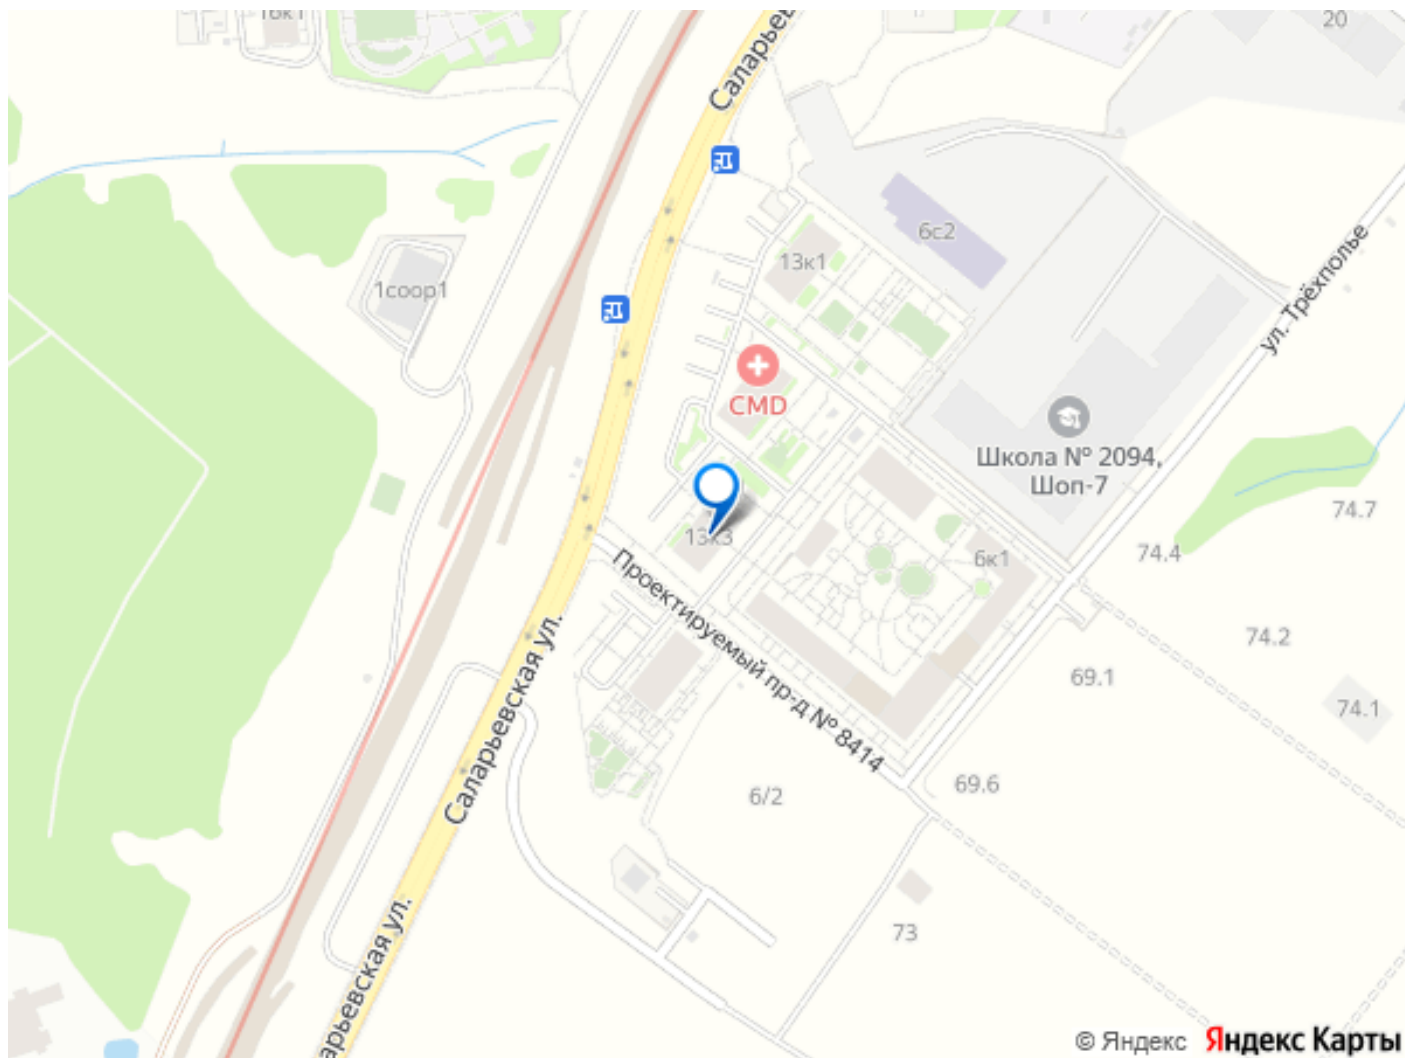 16к1
20
Саларьев
6с2
13к1
1соор1
ул. Трёхполье
CMD
Школа № 2094,
Шоп-7
74.7
13к3
74.4
6к1
Проектируемый пр-д № 8414
74.2
69.1
74.1
Саларьевская ул.
69.6
6/2
73
арьевская ул.
© Яндекс Яндекс Карты